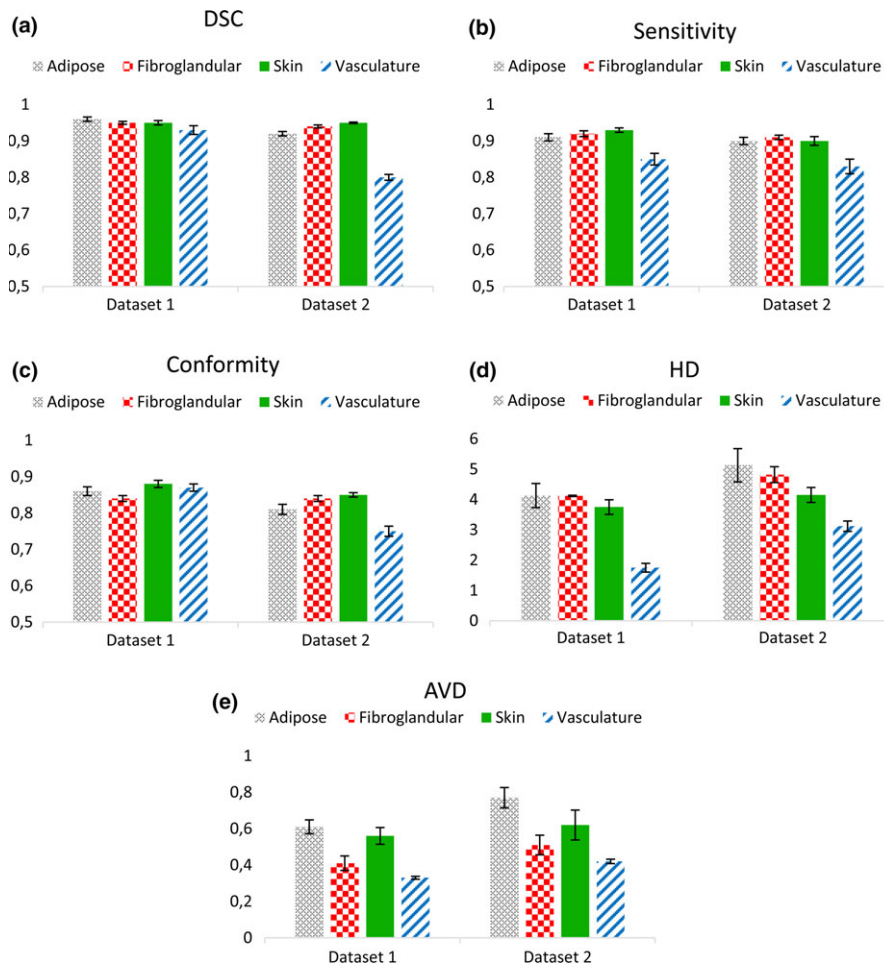 (a)
DSC
Adipose Fibroglandular Skin Vasculature
1
0,9
0,8
0,7
0,6
0,5
Dataset 1 Dataset 2
(b)
Sensitivity
Adipose Fibroglandular Skin Vasculature
1
0,9
0,8
0,7
0,6
0,5
Dataset 1 Dataset 2
(c)
Conformity
Adipose Fibroglandular Skin Vasculature
1
0,9
0,8
0,7
0,6
0,5
Dataset 1 Dataset 2
(d)
HD
Adipose Fibroglandular Skin Vasculature
6
5
4
3
2
1
0
Dataset 1 Dataset 2
(e)
AVD
Adipose Fibroglandular Skin Vasculature
1
0,8
0,6
0,4
0,2
0
Dataset 1 Dataset 2